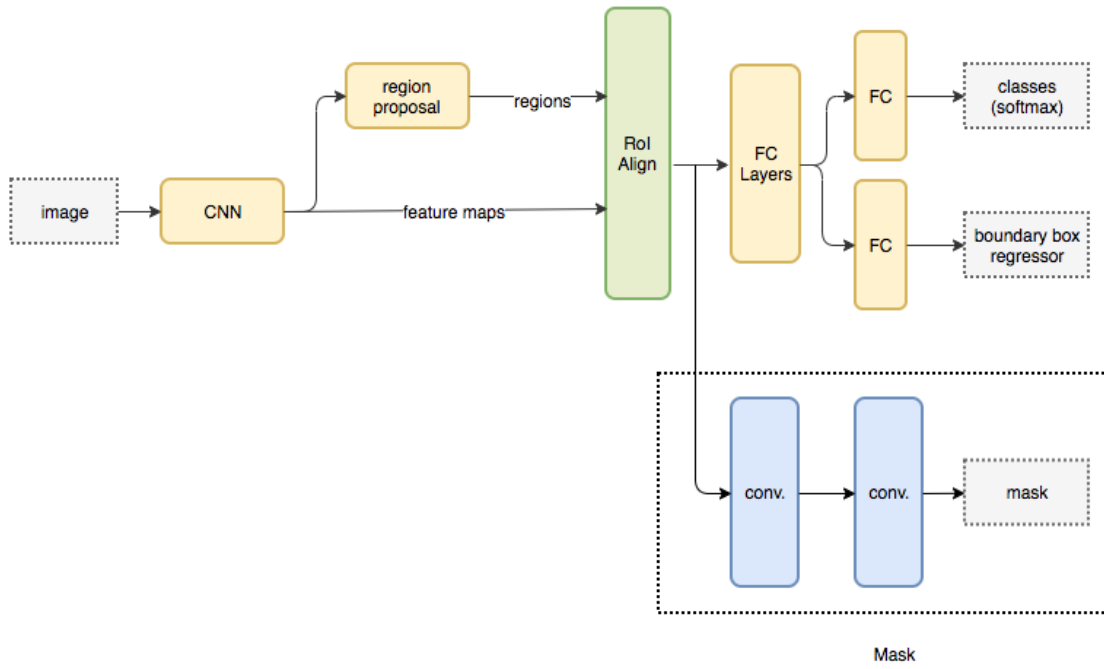 region
proposal
regions
image
CNN
feature maps
RoI
Align
FC
Layers
FC
classes
(softmax)
FC
boundary box
regressor
conv.
conv.
mask
Mask